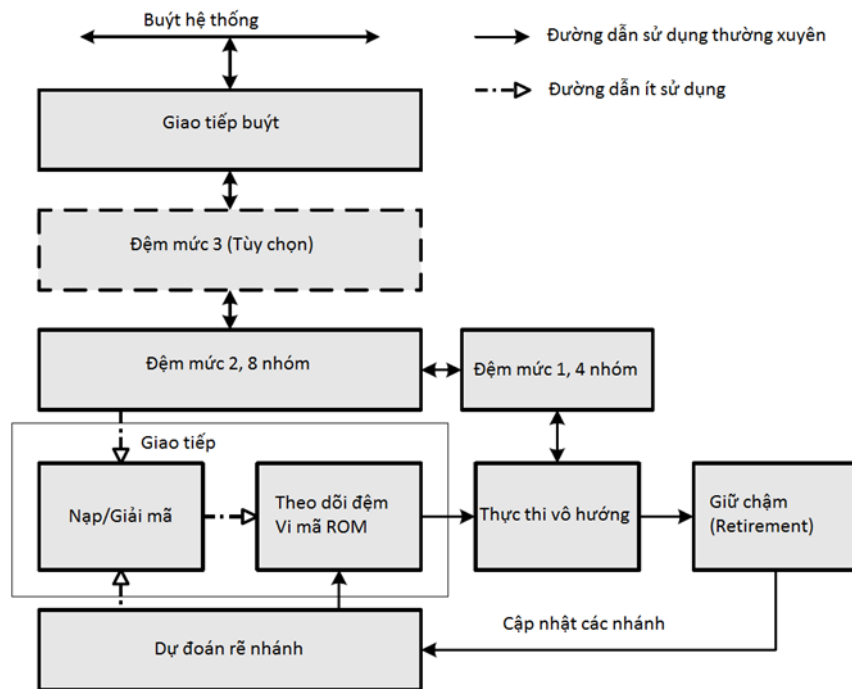 Buýt hệ thống
Đường dẫn sử dụng thường xuyên
Đường dẫn ít sử dụng
Giao tiếp buýt
Đệm mức 3 (Tùy chọn)
Đệm mức 2, 8 nhóm
Đệm mức 1, 4 nhóm
Giao tiếp
Nạp/Giải mã
Theo dõi đệm
Vi mã ROM
Thực thi vô hướng
Giữ chậm
(Retirement)
Cập nhật các nhánh
Dự đoán rẽ nhánh